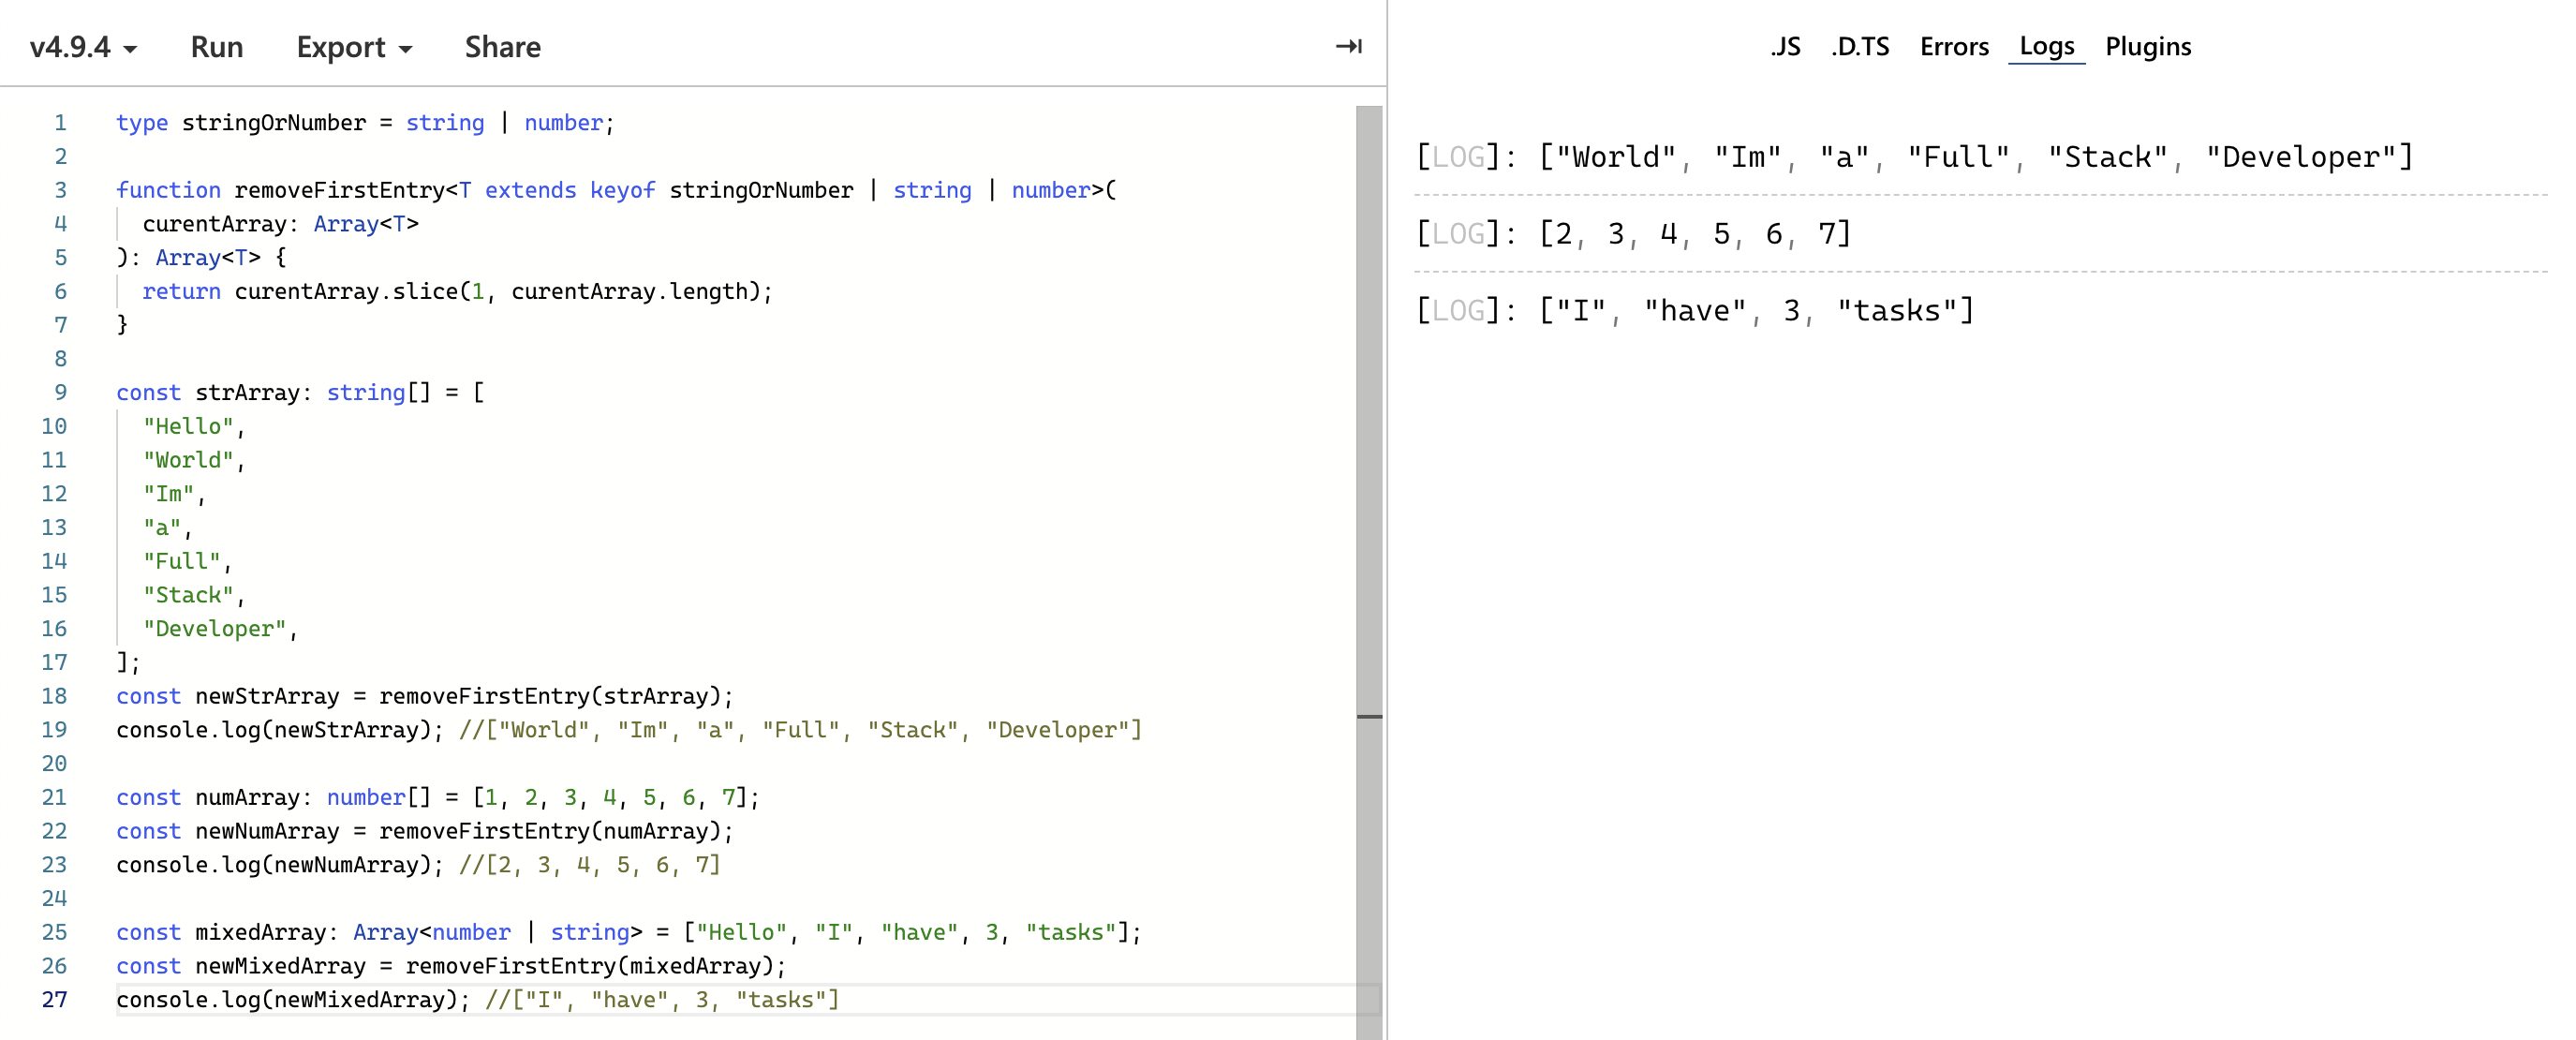 v4.9.4 Run Export Share
.JS .D.TS Errors Logs Plugins
1 type stringOrNumber = string | number;
2
3 function removeFirstEntry<T extends keyof stringOrNumber | string | number>(
4   curentArray: Array<T>
5 ): Array<T> {
6   return curentArray.slice(1, curentArray.length);
7 }
8
9 const strArray: string[] = [
10   "Hello",
11   "World",
12   "Im",
13   "a",
14   "Full",
15   "Stack",
16   "Developer",
17 ];
18 const newStrArray = removeFirstEntry(strArray);
19 console.log(newStrArray); //["World", "Im", "a", "Full", "Stack", "Developer"]
20
21 const numArray: number[] = [1, 2, 3, 4, 5, 6, 7];
22 const newNumArray = removeFirstEntry(numArray);
23 console.log(newNumArray); //[2, 3, 4, 5, 6, 7]
24
25 const mixedArray: Array<number | string> = ["Hello", "I", "have", 3, "tasks"];
26 const newMixedArray = removeFirstEntry(mixedArray);
27 console.log(newMixedArray); //["I", "have", 3, "tasks"]
[LOG]: ["World", "Im", "a", "Full", "Stack", "Developer"]
[LOG]: [2, 3, 4, 5, 6, 7]
[LOG]: ["I", "have", 3, "tasks"]